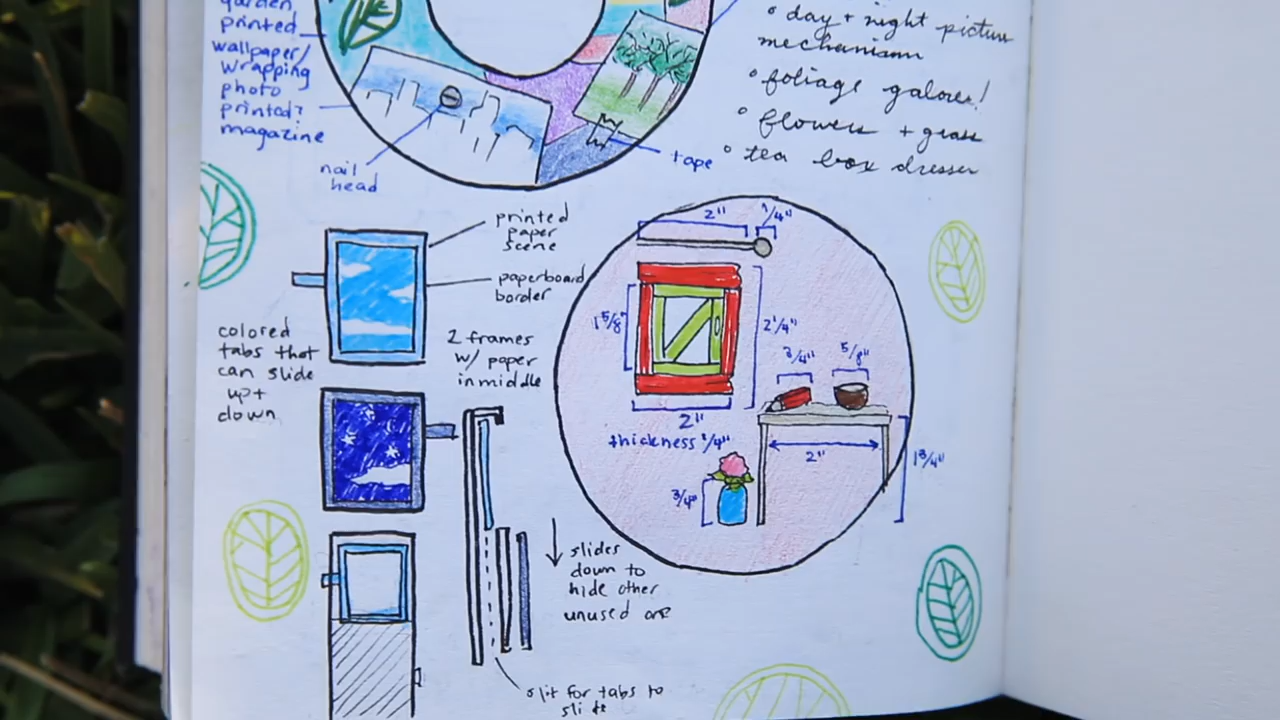 garden
printed
wallpaper/
wrapping
photo
printed?
magazine
nail
head
tape
° day + night picture
mechanism
° foliage galore!
° flowers + grass
° tea box dresser
printed
paper
scene
paperboard
border
colored
tabs that
can slide
up+
down
2 frames
w/ paper
in middle
slides
down to
hide other
unused one
slit for tabs to
slide
2"
1/4"
1 5/8"
2 1/4"
2"
thickness 1/4"
3/4"
5/8"
2"
1 3/4"
3/4"